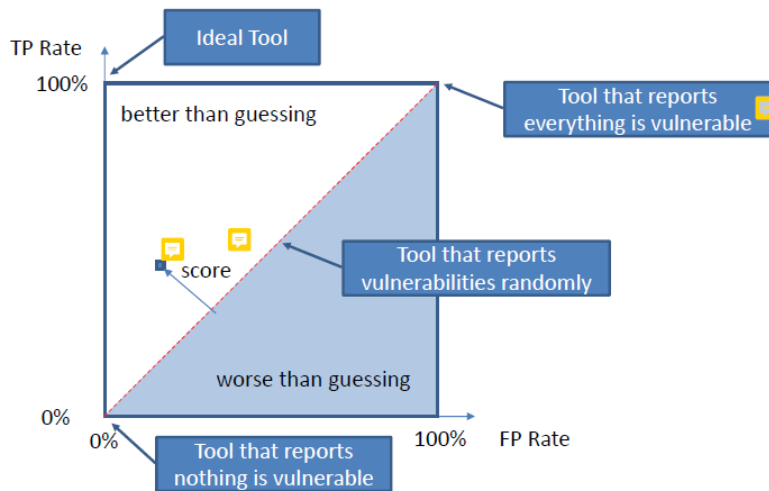 Ideal Tool
TP Rate
100%
Tool that reports
everything is vulnerable
better than guessing
score
Tool that reports
vulnerabilities randomly
worse than guessing
0%
0%
100%
FP Rate
Tool that reports
nothing is vulnerable